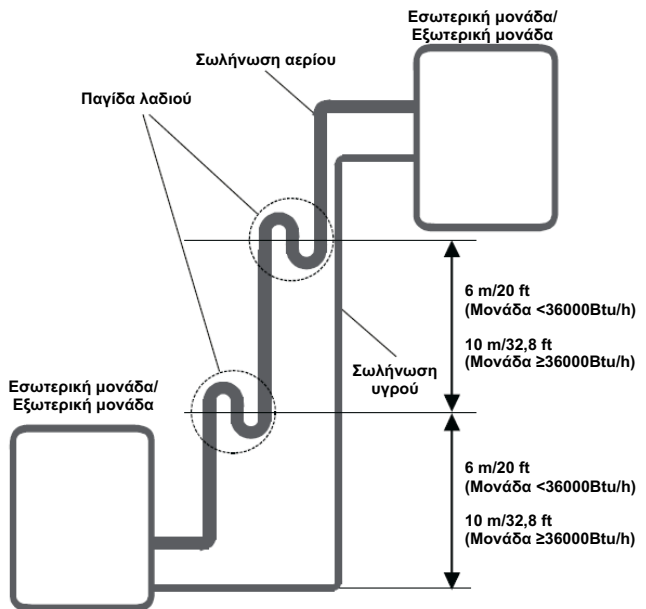 Εσωτερική μονάδα/
Εξωτερική μονάδα
Σωλήνωση αερίου
Παγίδα λαδιού
6 m/20 ft
(Μονάδα <36000Btu/h)
10 m/32,8 ft
(Μονάδα ≥36000Btu/h)
Σωλήνωση
υγρού
Εσωτερική μονάδα/
Εξωτερική μονάδα
6 m/20 ft
(Μονάδα <36000Btu/h)
10 m/32,8 ft
(Μονάδα ≥36000Btu/h)